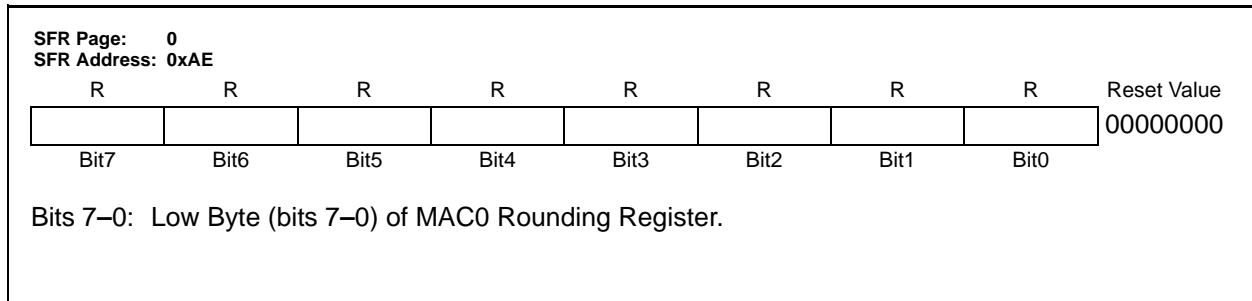 SFR Page: 0
SFR Address: 0xAE
R R R R R R R R Reset Value
00000000
Bit7 Bit6 Bit5 Bit4 Bit3 Bit2 Bit1 Bit0
Bits 7–0: Low Byte (bits 7–0) of MAC0 Rounding Register.